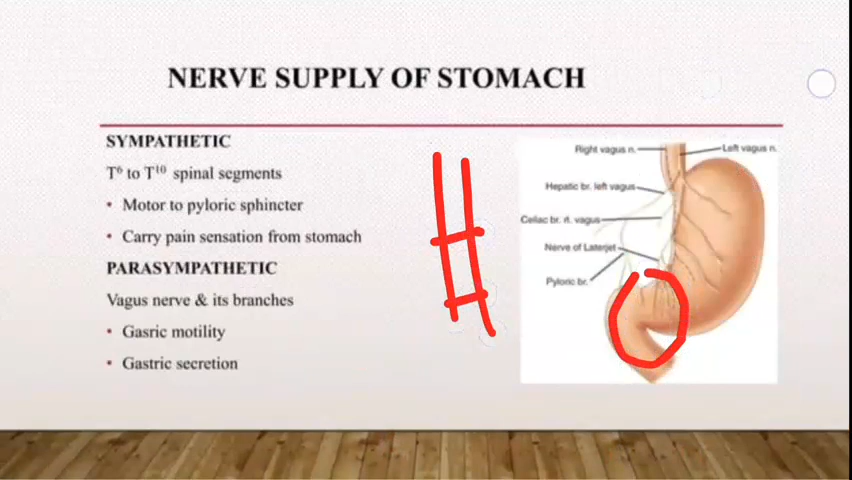 NERVE SUPPLY OF STOMACH
SYMPATHETIC
T⁶ to T¹⁰ spinal segments
• Motor to pyloric sphincter
• Carry pain sensation from stomach
PARASYMPATHETIC
Vagus nerve & its branches
• Gasric motility
• Gastric secretion
Right vagus n.
Left vagus n.
Hepatic br. left vagus
Celiac br. rt. vagus
Nerve of Laterjet
Pyloric br.